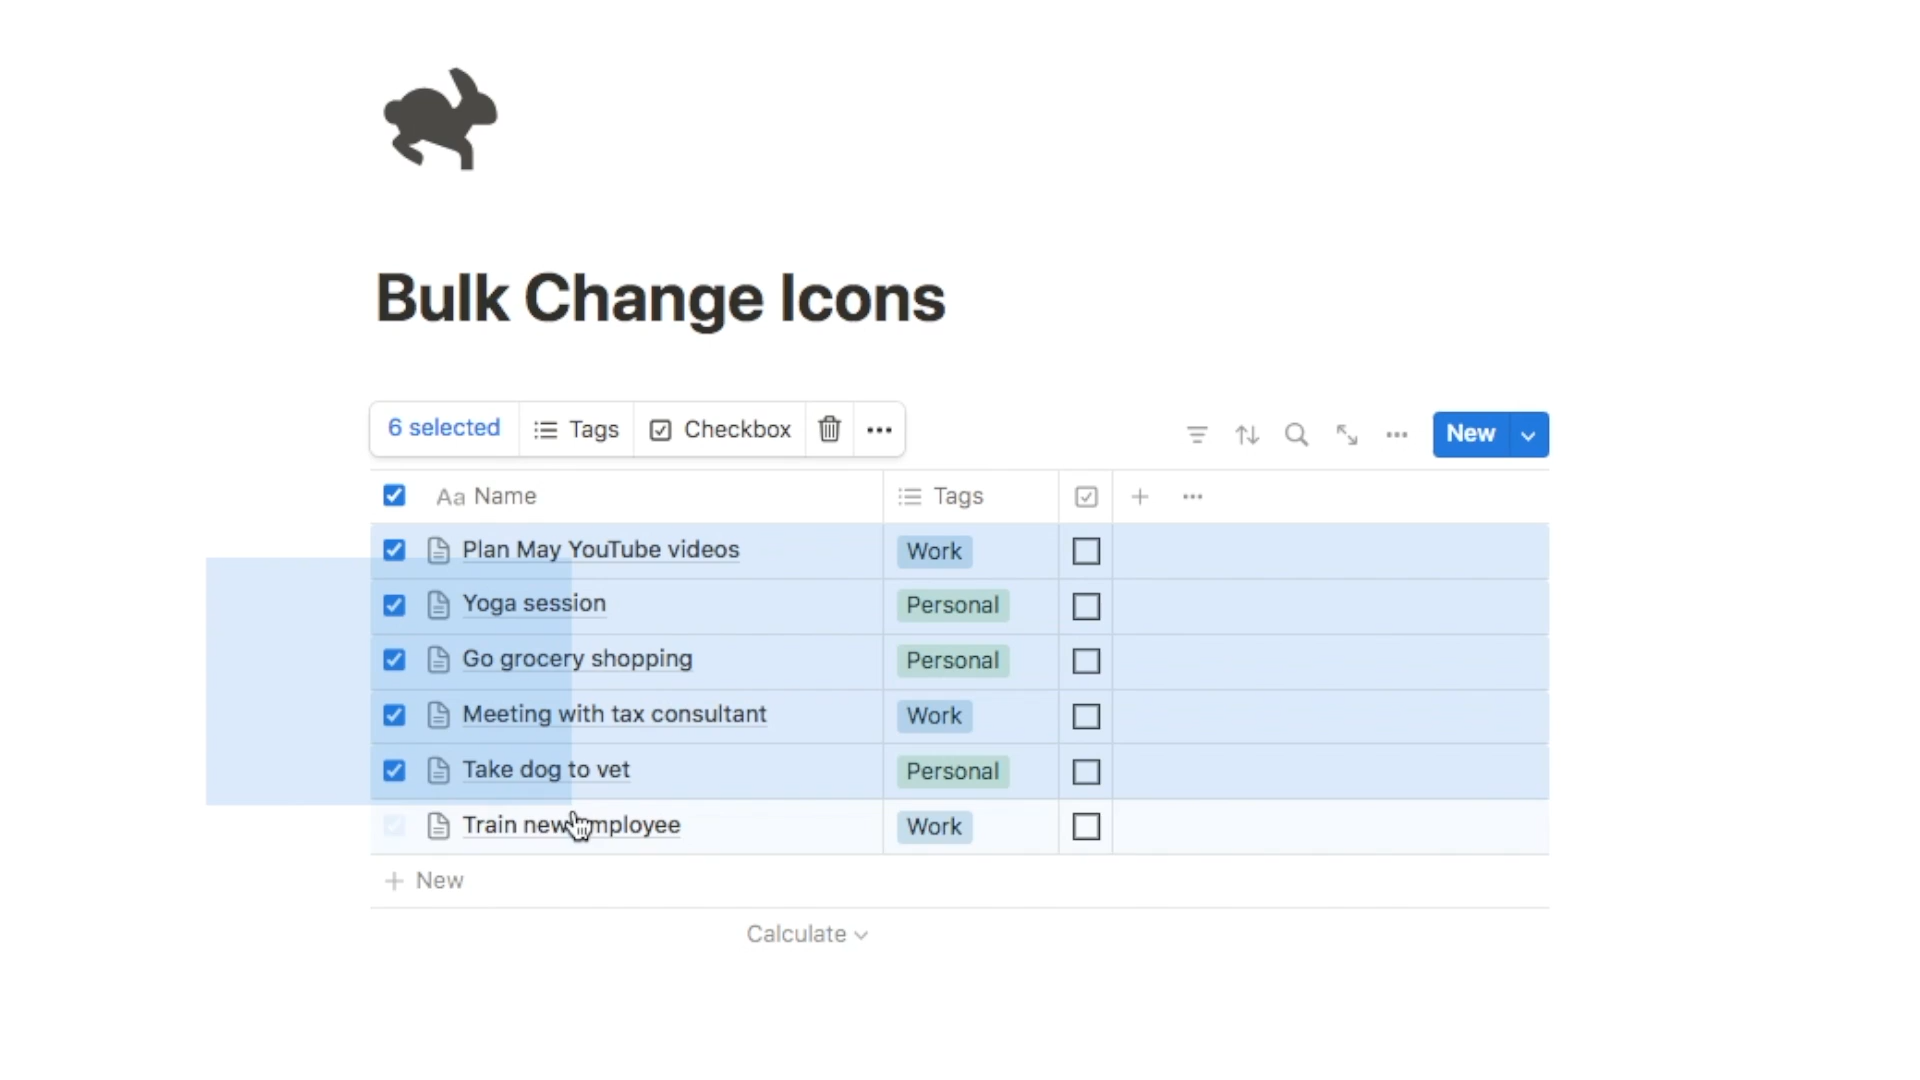 Bulk Change Icons
6 selected Tags Checkbox
New
Aa Name Tags
Plan May YouTube videos Work
Yoga session Personal
Go grocery shopping Personal
Meeting with tax consultant Work
Take dog to vet Personal
Train new employee Work
+ New
Calculate